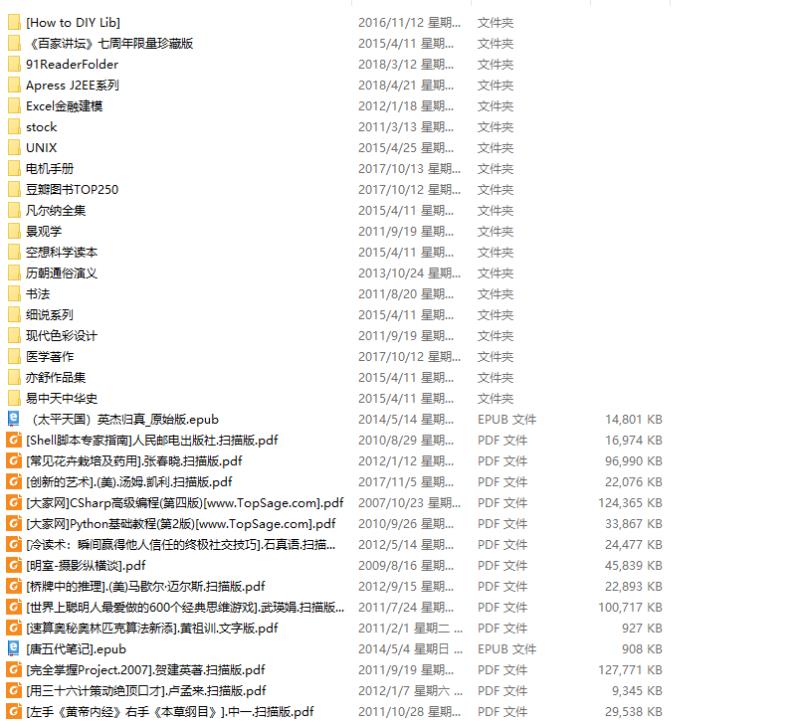 [How to DIY Lib] 2016/11/12 星期... 文件夹
《百家讲坛》七周年限量珍藏版 2015/4/11 星期... 文件夹
91ReaderFolder 2018/3/12 星期... 文件夹
Apress J2EE系列 2018/4/21 星期... 文件夹
Excel金融建模 2012/1/18 星期... 文件夹
stock 2011/3/13 星期... 文件夹
UNIX 2015/4/25 星期... 文件夹
电机手册 2017/10/13 星期... 文件夹
豆瓣图书TOP250 2017/10/12 星期... 文件夹
凡尔纳全集 2015/4/11 星期... 文件夹
景观学 2011/9/19 星期... 文件夹
空想科学读本 2015/4/11 星期... 文件夹
历朝通俗演义 2013/10/24 星期... 文件夹
书法 2011/8/20 星期... 文件夹
细说系列 2015/4/11 星期... 文件夹
现代色彩设计 2011/9/19 星期... 文件夹
医学著作 2017/10/12 星期... 文件夹
亦舒作品集 2015/4/11 星期... 文件夹
易中天中华史 2015/4/11 星期... 文件夹
（太平天国）英杰归真_原始版.epub 2014/5/14 星期... EPUB 文件 14,801 KB
[Shell脚本专家指南]人民邮电出版社.扫描版.pdf 2010/8/29 星期... PDF 文件 16,974 KB
[常见花卉栽培及药用].张春晓.扫描版.pdf 2012/1/12 星期... PDF 文件 96,990 KB
[创新的艺术].(美).汤姆.凯利.扫描版.pdf 2017/11/5 星期... PDF 文件 22,076 KB
[大家网]CSharp高级编程(第四版)[www.TopSage.com].pdf 2007/10/23 星期... PDF 文件 124,365 KB
[大家网]Python基础教程(第2版)[www.TopSage.com].pdf 2010/9/26 星期... PDF 文件 33,867 KB
[冷读术：瞬间赢得他人信任的终极社交技巧].石真语.扫描... 2012/5/14 星期... PDF 文件 24,477 KB
[明室-摄影纵横谈].pdf 2009/8/16 星期... PDF 文件 45,839 KB
[桥牌中的推理].(美)马歇尔·迈尔斯.扫描版.pdf 2012/9/15 星期... PDF 文件 22,893 KB
[世界上聪明人最爱做的600个经典思维游戏].武瑛娟.扫描版... 2011/7/24 星期... PDF 文件 100,717 KB
[速算奥秘奥林匹克算法新添].黄祖训.文字版.pdf 2011/2/1 星期二 ... PDF 文件 927 KB
[唐五代笔记].epub 2014/5/4 星期日 ... EPUB 文件 908 KB
[完全掌握Project.2007].贺建英著.扫描版.pdf 2011/9/19 星期... PDF 文件 127,771 KB
[用三十六计策动绝顶口才].卢孟来.扫描版.pdf 2012/1/7 星期六 ... PDF 文件 9,345 KB
[左手《黄帝内经》右手《本草纲目》].中一.扫描版.pdf 2011/10/28 星期... PDF 文件 29,538 KB